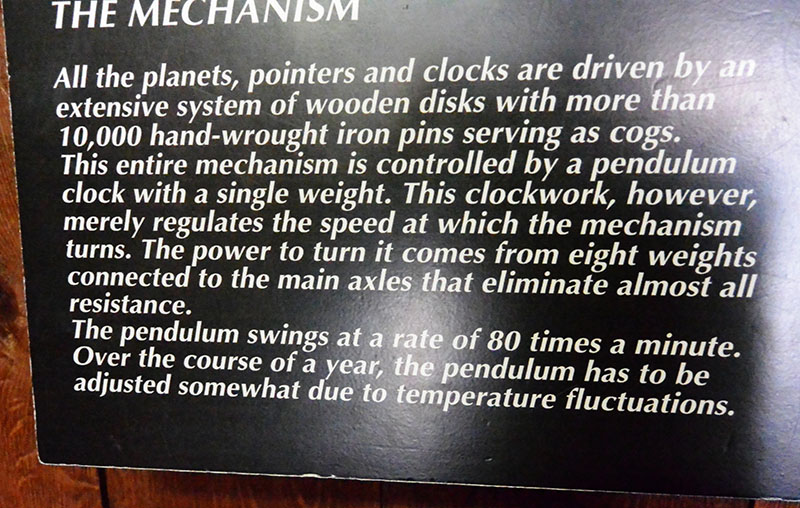 THE MECHANISM
All the planets, pointers and clocks are driven by an
extensive system of wooden disks with more than
10,000 hand-wrought iron pins serving as cogs.
This entire mechanism is controlled by a pendulum
clock with a single weight. This clockwork, however,
merely regulates the speed at which the mechanism
turns. The power to turn it comes from eight weights
connected to the main axles that eliminate almost all
resistance.
The pendulum swings at a rate of 80 times a minute.
Over the course of a year, the pendulum has to be
adjusted somewhat due to temperature fluctuations.